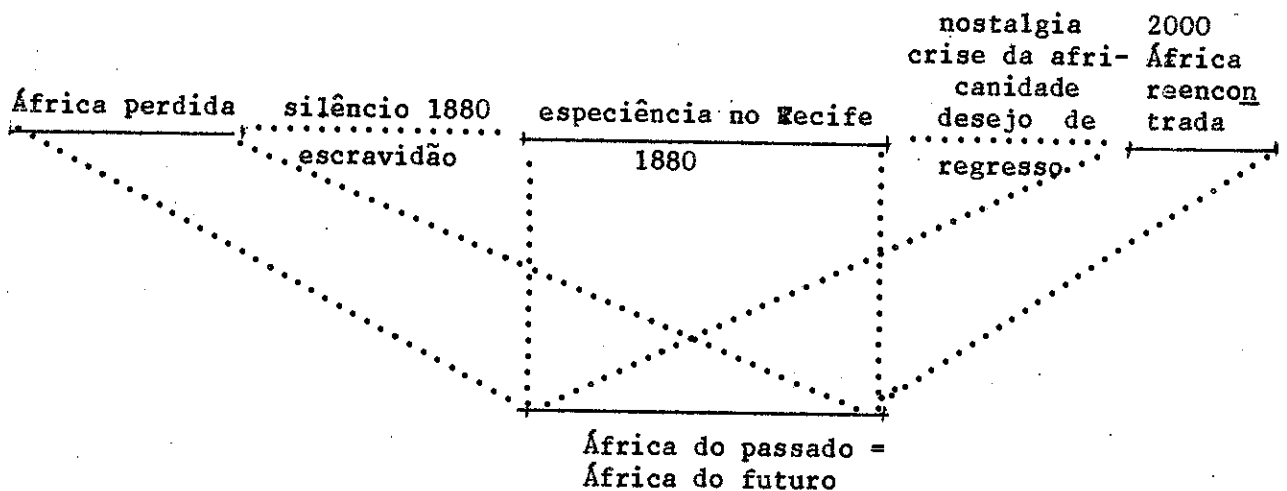 África perdida
silêncio 1880
escravidão
especiência no Recife
1880
nostalgia
crise da afri-
canidade
desejo de
regresso
2000
África
reencon
trada
África do passado =
África do futuro